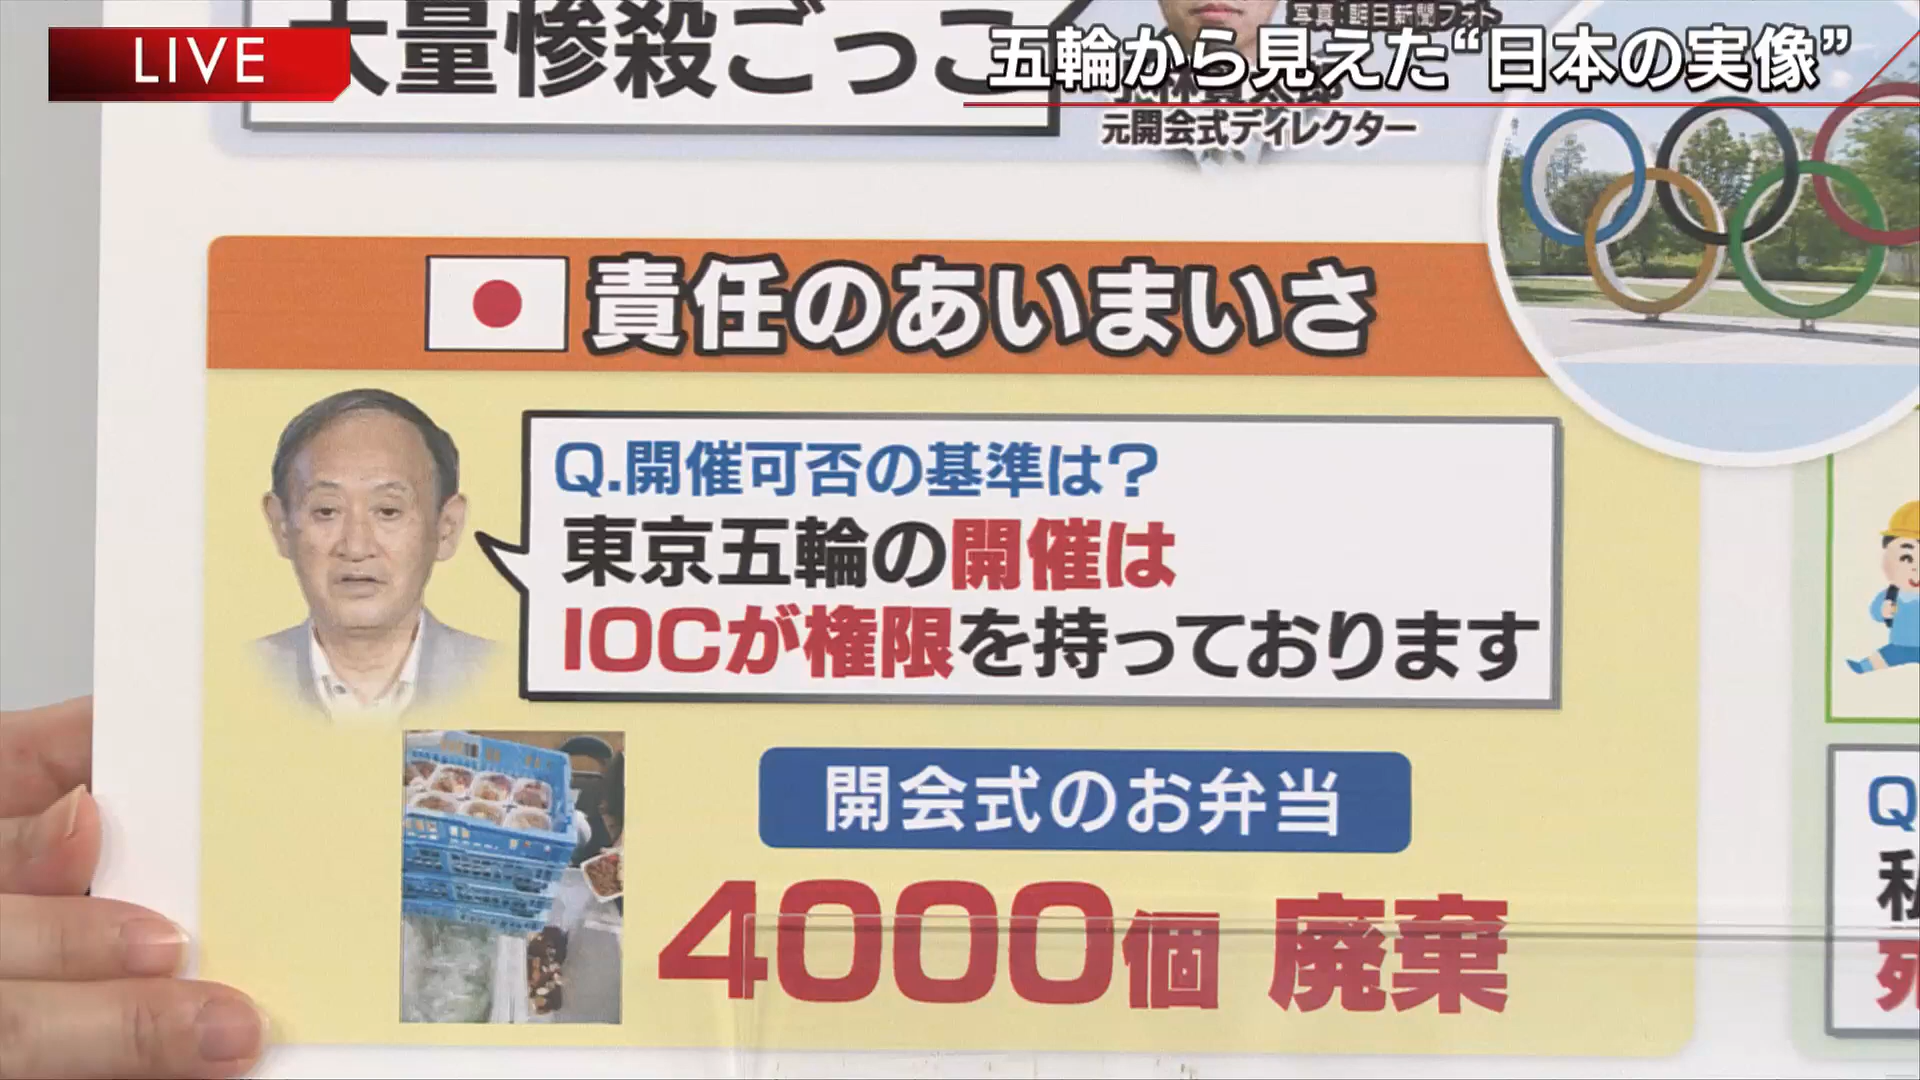 LIVE
大量惨殺ごっこ
写真:朝日新聞フォト
五輪から見えた“日本の実像”
元開会式ディレクター
責任のあいまいさ
Q.開催可否の基準は?
東京五輪の開催は
IOCが権限を持っております
開会式のお弁当
4000個 廃棄
Q
私
死